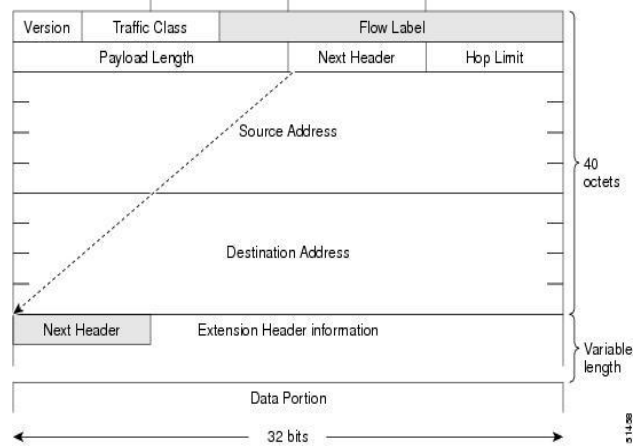 Version Traffic Class Flow Label
Payload Length Next Header Hop Limit
Source Address
40
octets
Destination Address
Next Header Extension Header information
Variable
length
Data Portion
32 bits